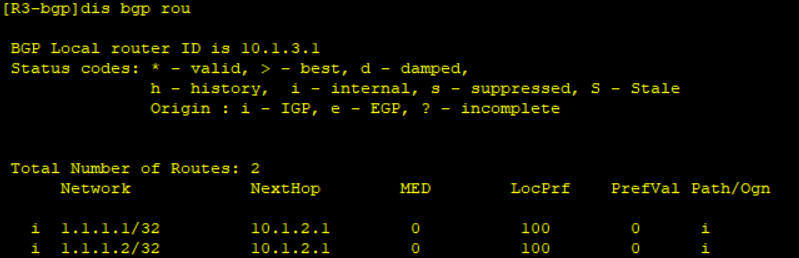 [R3-bgp]dis bgp rou
BGP Local router ID is 10.1.3.1
Status codes: * - valid, > - best, d - damped,
h - history, i - internal, s - suppressed, S - Stale
Origin : i - IGP, e - EGP, ? - incomplete
Total Number of Routes: 2
Network NextHop MED LocPrf PrefVal Path/Ogn
i 1.1.1.1/32 10.1.2.1 0 100 0 i
i 1.1.1.2/32 10.1.2.1 0 100 0 i